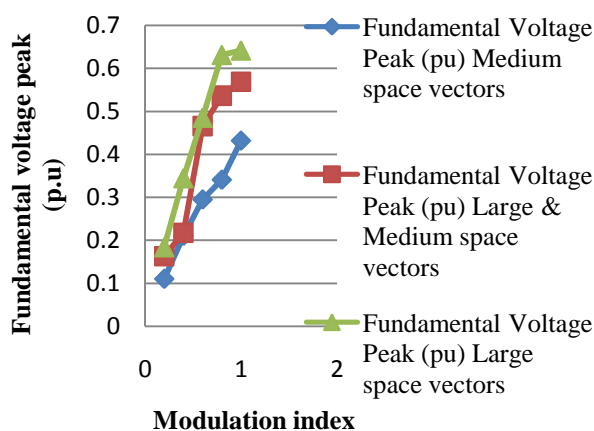 Fundamental voltage peak
(p.u)
0.7
0.6
0.5
0.4
0.3
0.2
0.1
0
0
1
2
Modulation index
Fundamental Voltage
Peak (pu) Medium
space vectors
Fundamental Voltage
Peak (pu) Large &
Medium space
vectors
Fundamental Voltage
Peak (pu) Large
space vectors